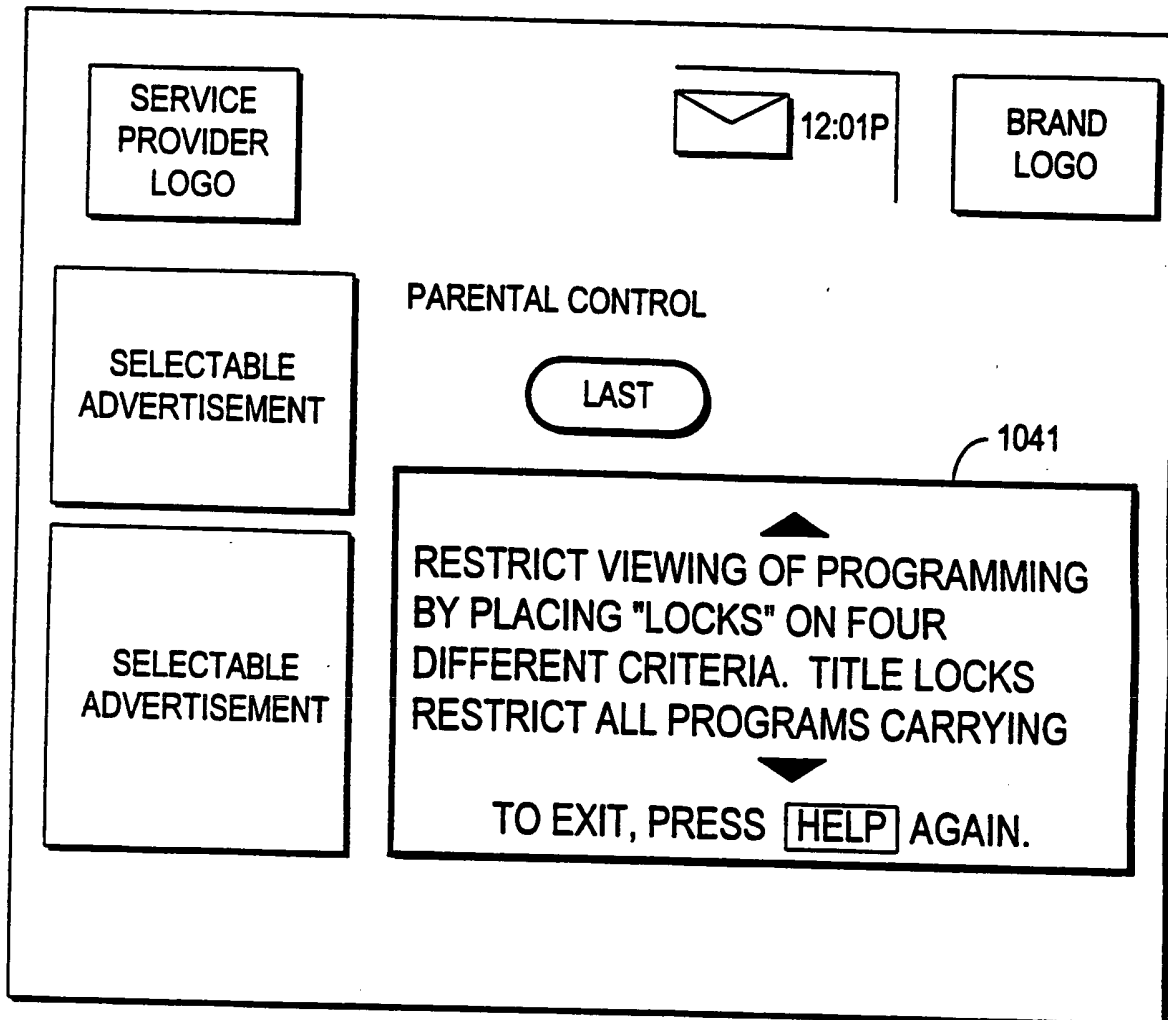 SERVICE
PROVIDER
LOGO
12:01P
BRAND
LOGO
SELECTABLE
ADVERTISEMENT
PARENTAL CONTROL
LAST
1041
RESTRICT VIEWING OF PROGRAMMING
BY PLACING "LOCKS" ON FOUR
DIFFERENT CRITERIA. TITLE LOCKS
RESTRICT ALL PROGRAMS CARRYING
TO EXIT, PRESS HELP AGAIN.
SELECTABLE
ADVERTISEMENT